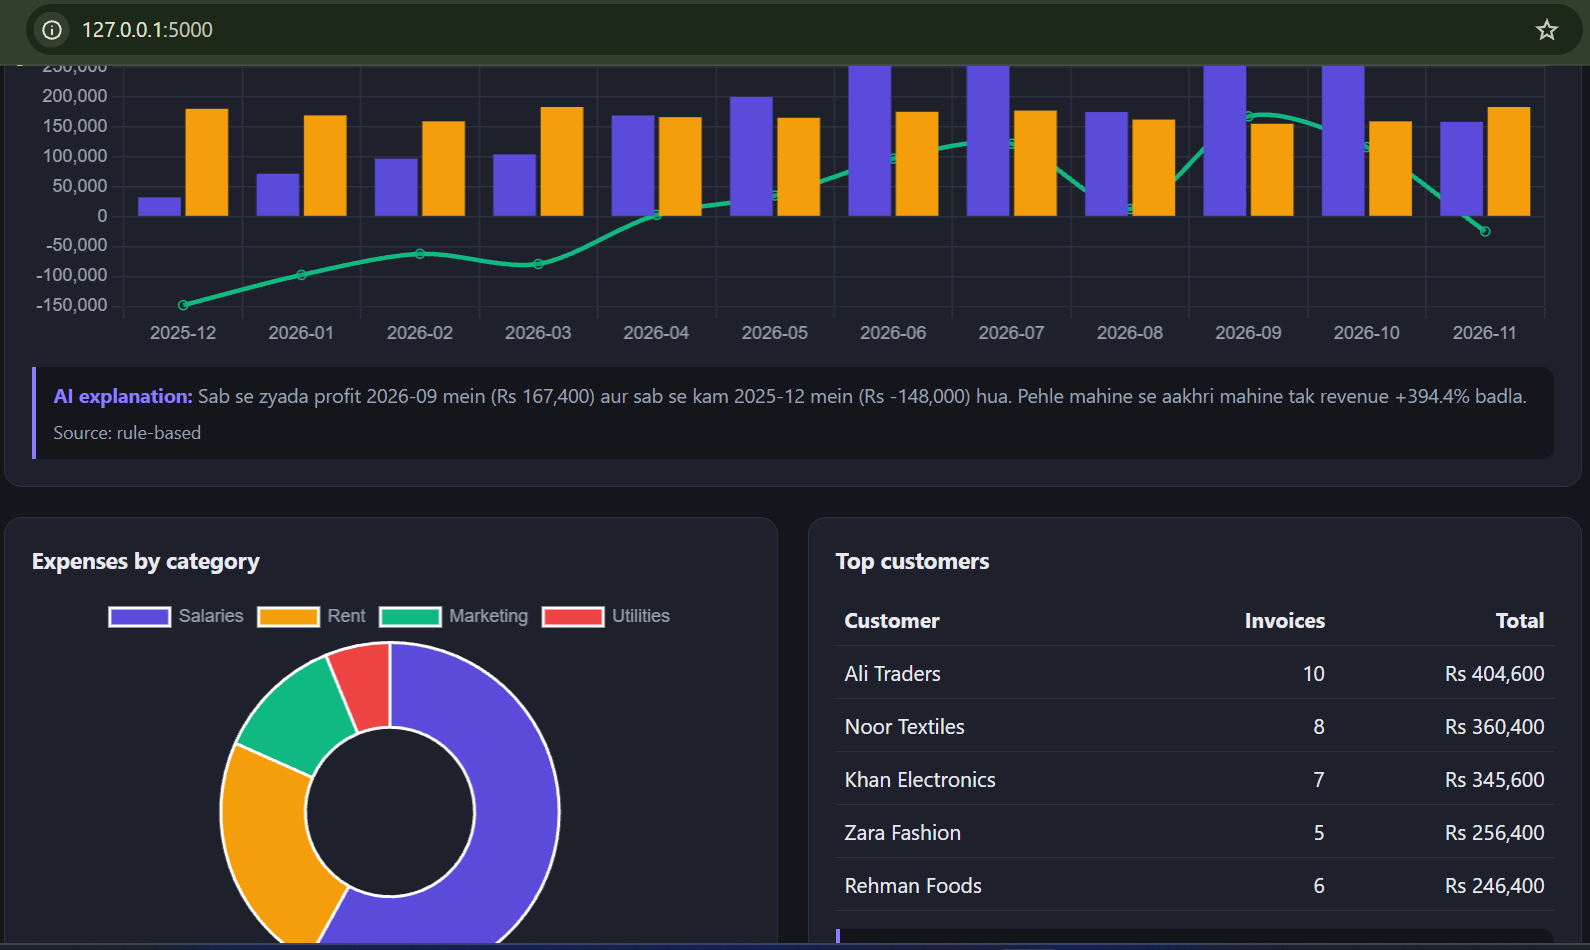 127.0.0.1:5000
250,000
200,000
150,000
100,000
50,000
0
-50,000
-100,000
-150,000
2025-12 2026-01 2026-02 2026-03 2026-04 2026-05 2026-06 2026-07 2026-08 2026-09 2026-10 2026-11
AI explanation: Sab se zyada profit 2026-09 mein (Rs 167,400) aur sab se kam 2025-12 mein (Rs -148,000) hua. Pehle mahine se aakhri mahine tak revenue +394.4% badla.
Source: rule-based
Expenses by category
Salaries Rent Marketing Utilities
Top customers
Customer Invoices Total
Ali Traders 10 Rs 404,600
Noor Textiles 8 Rs 360,400
Khan Electronics 7 Rs 345,600
Zara Fashion 5 Rs 256,400
Rehman Foods 6 Rs 246,400